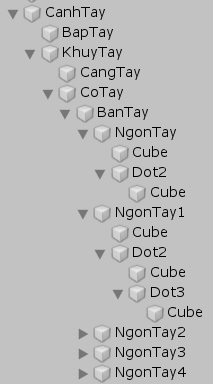 CanhTay
BapTay
KhuyTay
CangTay
CoTay
BanTay
NgonTay
Cube
Dot2
Cube
NgonTay1
Cube
Dot2
Cube
Dot3
Cube
NgonTay2
NgonTay3
NgonTay4